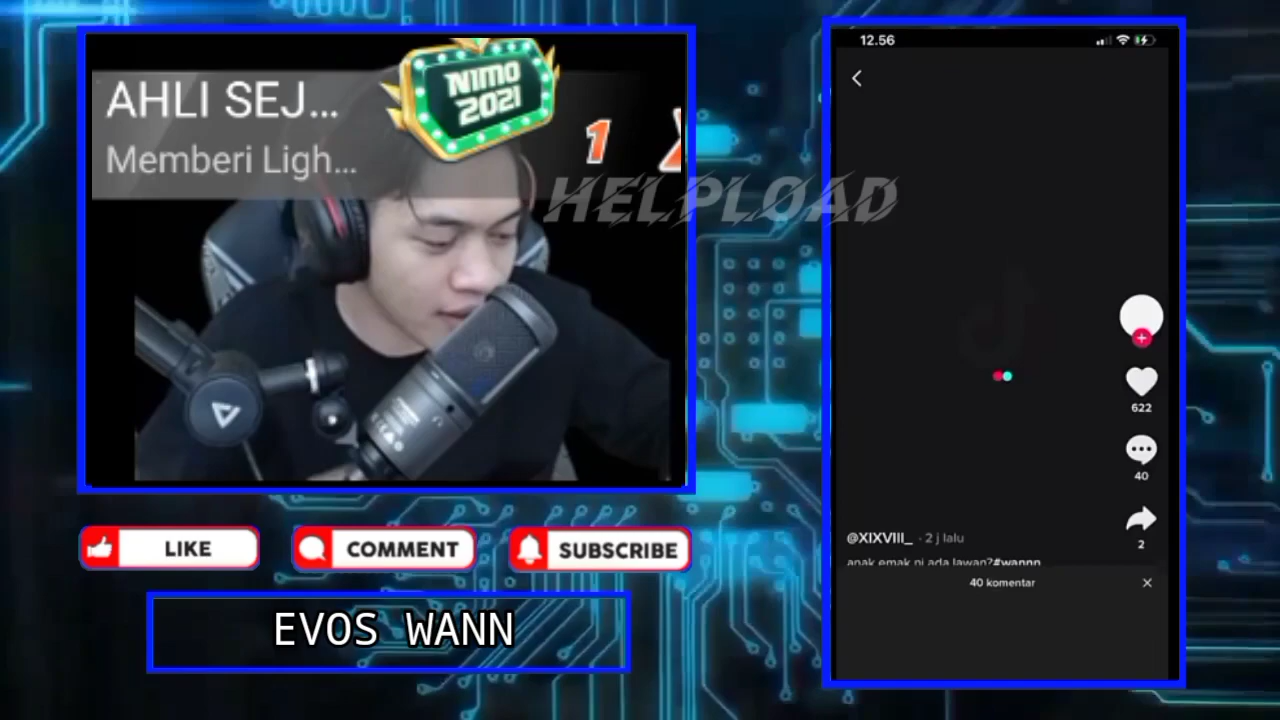 AHLI SEJ...
Memberi Ligh...
NIMO
2021
1
HELPLOAD
LIKE
COMMENT
SUBSCRIBE
EVOS WANN
12.56
622
40
2
@XIXVIII_ · 2 j lalu
anak emak ni ada lawan?#wannn
40 komentar